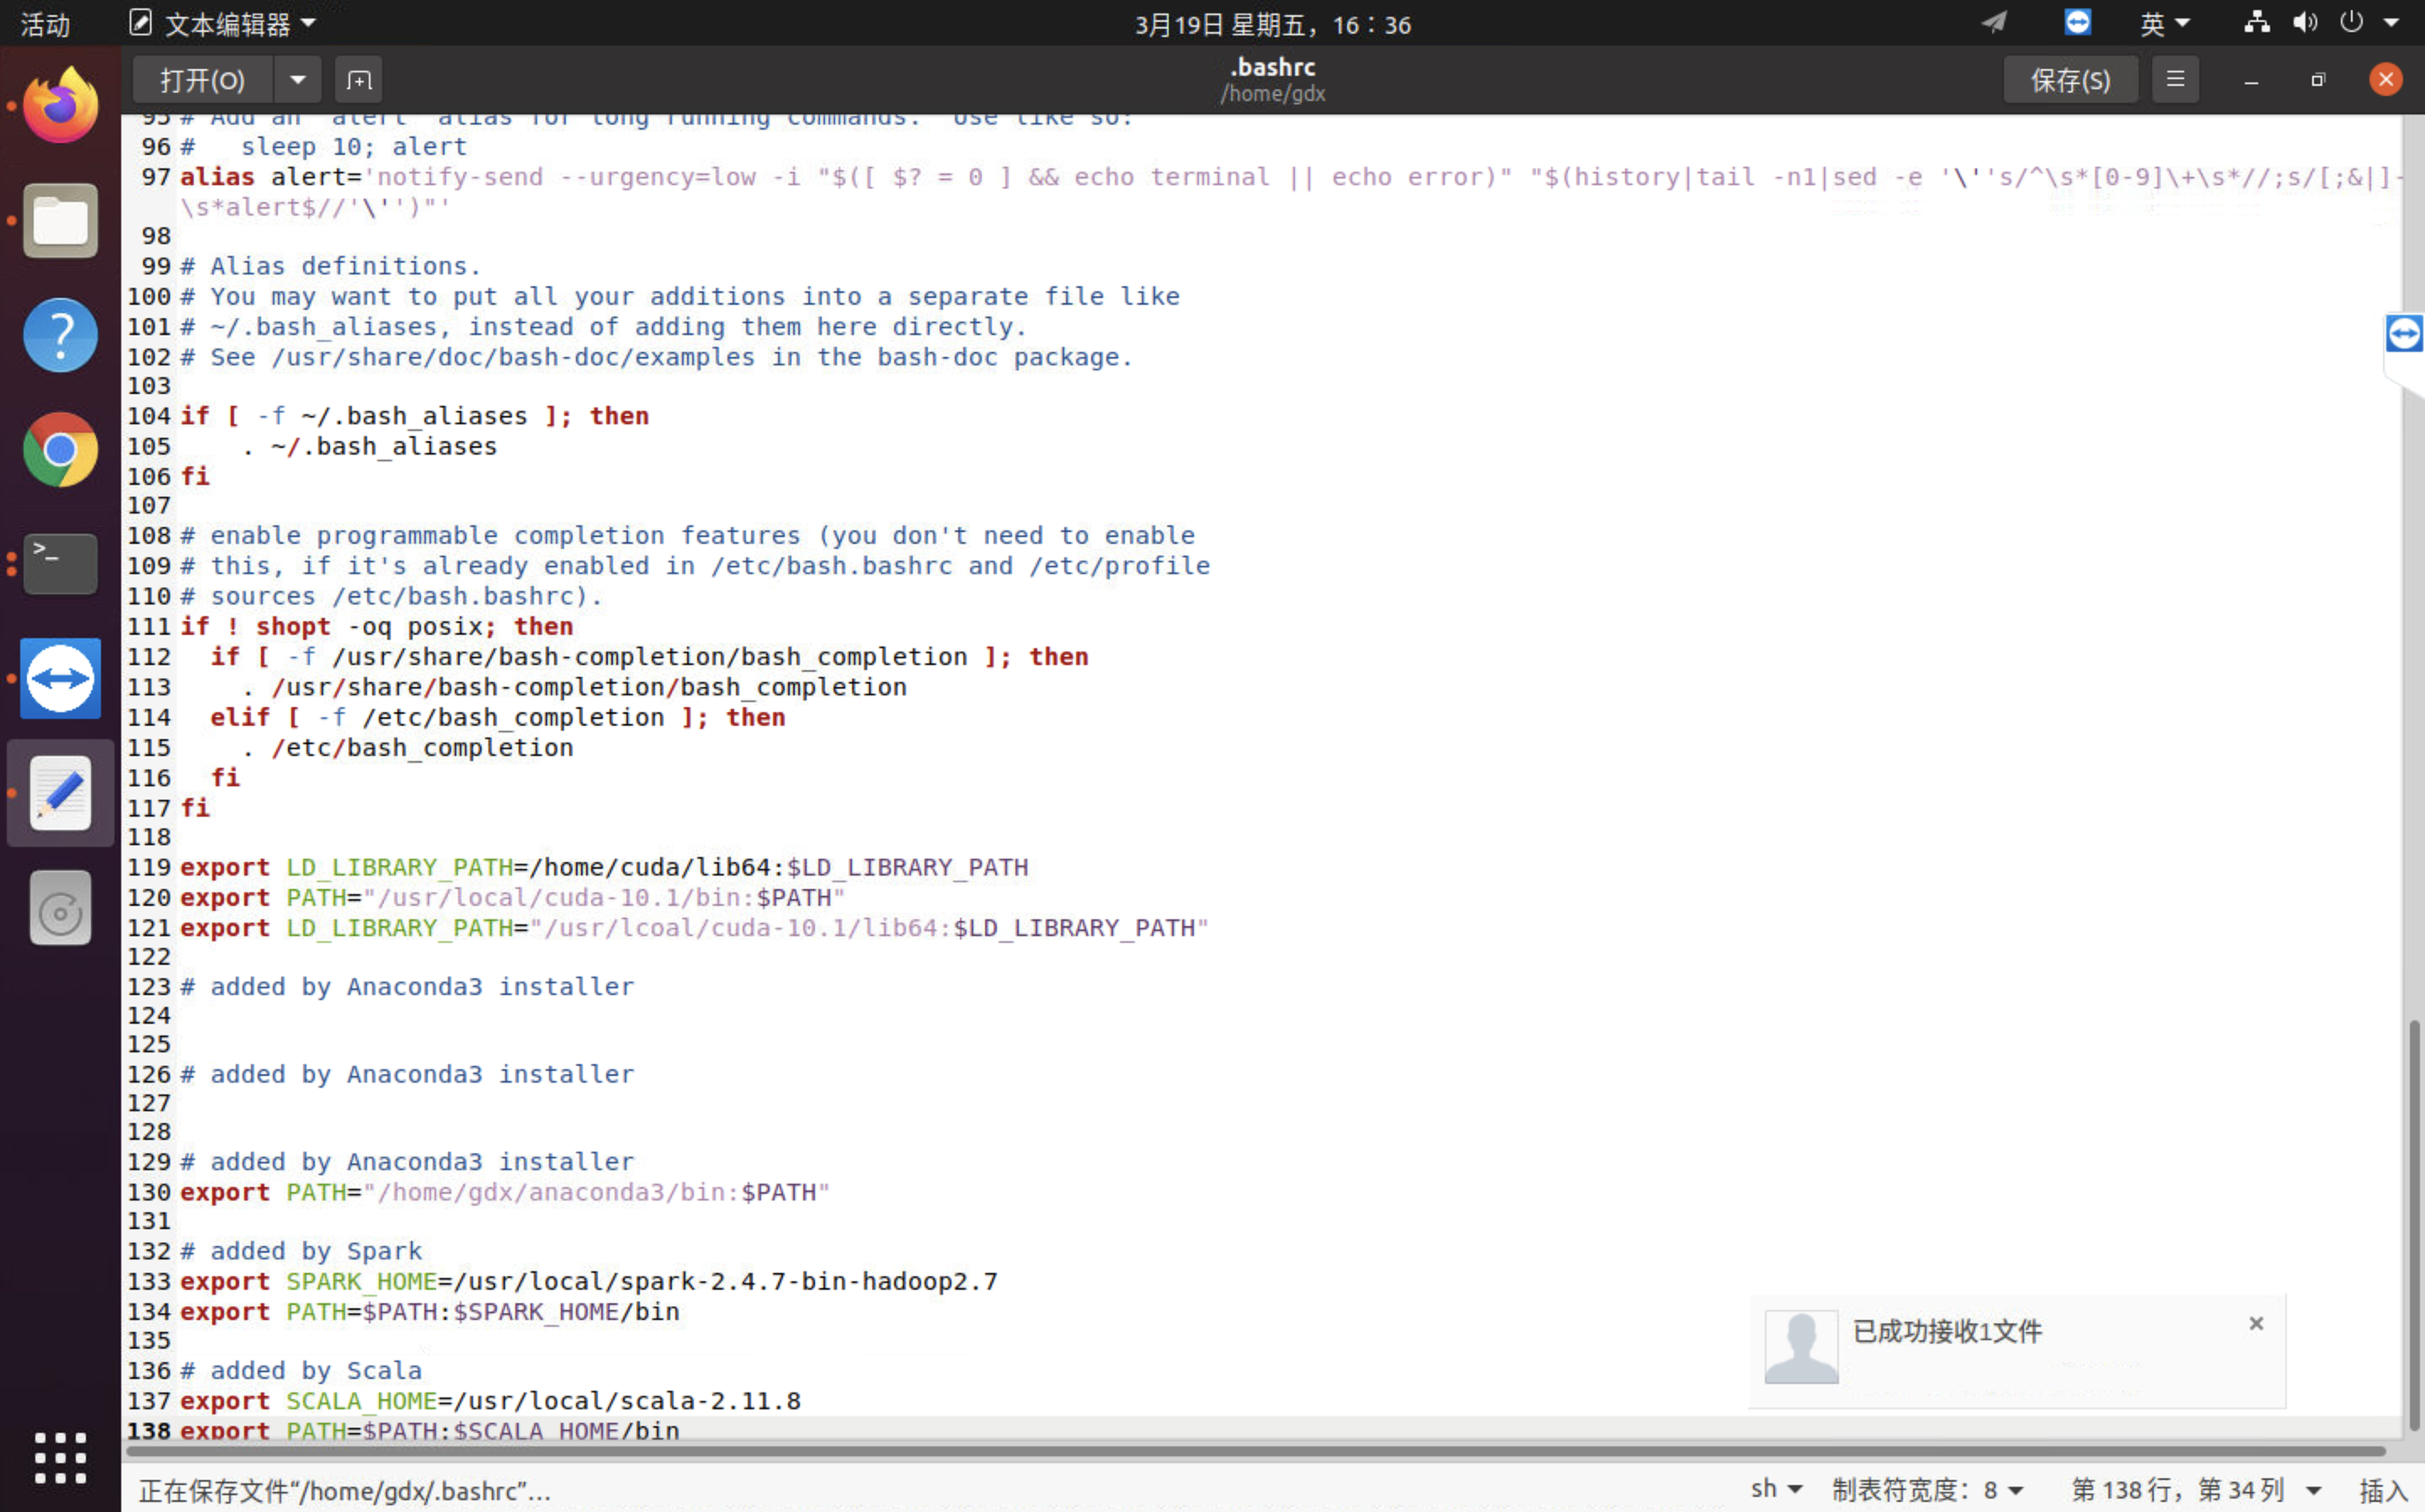 活动 文本编辑器 3月19日 星期五，16：36 英
打开(O) .bashrc 保存(S)
/home/gdx
95 # Add an "alert" alias for long running commands.  Use like so:
96 #   sleep 10; alert
97 alias alert='notify-send --urgency=low -i "$([ $? = 0 ] && echo terminal || echo error)" "$(history|tail -n1|sed -e '\''s/^\s*[0-9]\+\s*//;s/[;&|]
\s*alert$//'\'')"'
98
99 # Alias definitions.
100 # You may want to put all your additions into a separate file like
101 # ~/.bash_aliases, instead of adding them here directly.
102 # See /usr/share/doc/bash-doc/examples in the bash-doc package.
103
104 if [ -f ~/.bash_aliases ]; then
105     . ~/.bash_aliases
106 fi
107
108 # enable programmable completion features (you don't need to enable
109 # this, if it's already enabled in /etc/bash.bashrc and /etc/profile
110 # sources /etc/bash.bashrc).
111 if ! shopt -oq posix; then
112   if [ -f /usr/share/bash-completion/bash_completion ]; then
113     . /usr/share/bash-completion/bash_completion
114   elif [ -f /etc/bash_completion ]; then
115     . /etc/bash_completion
116   fi
117 fi
118
119 export LD_LIBRARY_PATH=/home/cuda/lib64:$LD_LIBRARY_PATH
120 export PATH="/usr/local/cuda-10.1/bin:$PATH"
121 export LD_LIBRARY_PATH="/usr/lcoal/cuda-10.1/lib64:$LD_LIBRARY_PATH"
122
123 # added by Anaconda3 installer
124
125
126 # added by Anaconda3 installer
127
128
129 # added by Anaconda3 installer
130 export PATH="/home/gdx/anaconda3/bin:$PATH"
131
132 # added by Spark
133 export SPARK_HOME=/usr/local/spark-2.4.7-bin-hadoop2.7
134 export PATH=$PATH:$SPARK_HOME/bin
135
136 # added by Scala
137 export SCALA_HOME=/usr/local/scala-2.11.8
138 export PATH=$PATH:$SCALA_HOME/bin
已成功接收1文件
正在保存文件“/home/gdx/.bashrc”… sh 制表符宽度：8 第 138 行，第 34 列 插入